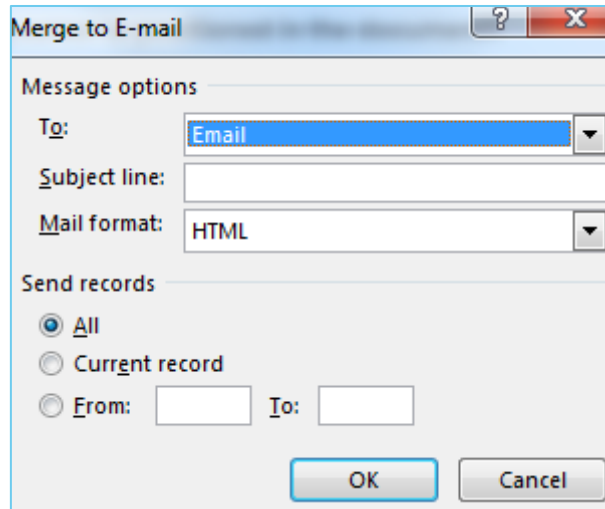 Merge to E-mail
Message options
To: Email
Subject line:
Mail format: HTML
Send records
All
Current record
From: To:
OK Cancel